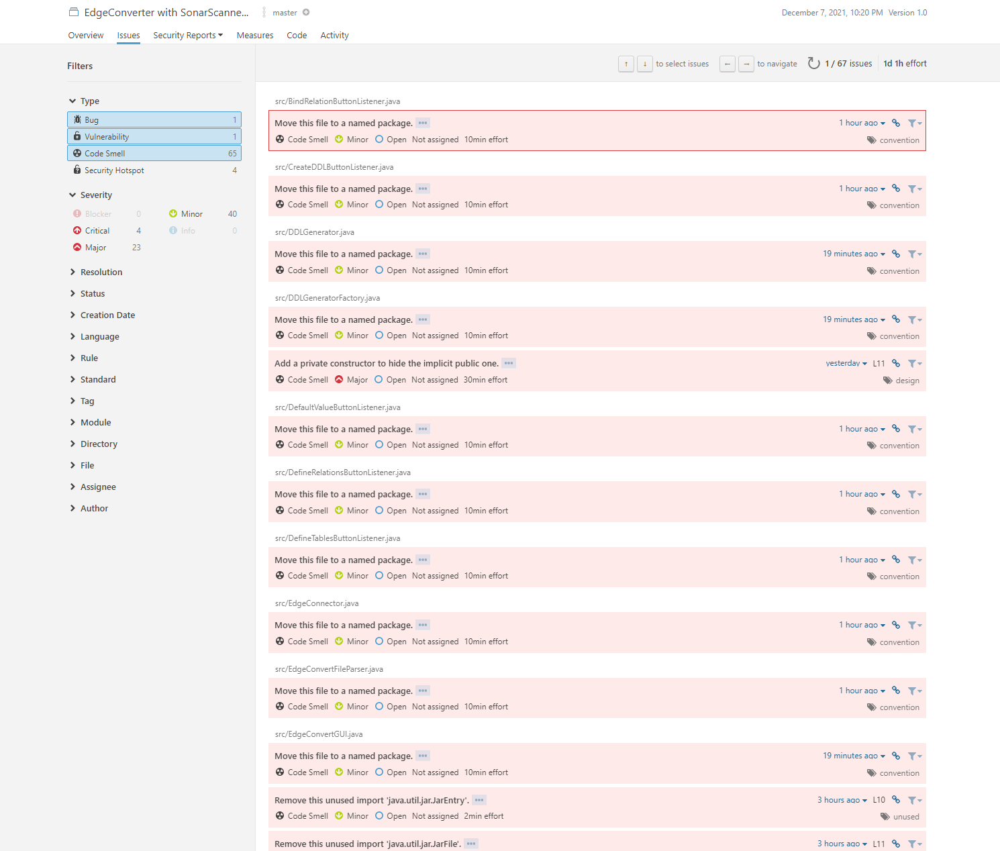 EdgeConverter with SonarScanne... master December 7, 2021, 10:20 PM Version 1.0
Overview Issues Security Reports Measures Code Activity
Filters
Type
Bug 1
Vulnerability 1
Code Smell 65
Security Hotspot 4
Severity
Blocker 0 Minor 40
Critical 4 Info 0
Major 23
Resolution
Status
Creation Date
Language
Rule
Standard
Tag
Module
Directory
File
Assignee
Author
↑ ↓ to select issues ← → to navigate 1 / 67 issues 1d 1h effort
src/BindRelationButtonListener.java
Move this file to a named package. ••• 1 hour ago
Code Smell Minor Open Not assigned 10min effort convention
src/CreateDDLButtonListener.java
Move this file to a named package. ••• 1 hour ago
Code Smell Minor Open Not assigned 10min effort convention
src/DDLGenerator.java
Move this file to a named package. ••• 19 minutes ago
Code Smell Minor Open Not assigned 10min effort convention
src/DDLGeneratorFactory.java
Move this file to a named package. ••• 19 minutes ago
Code Smell Minor Open Not assigned 10min effort convention
Add a private constructor to hide the implicit public one. ••• yesterday L11
Code Smell Major Open Not assigned 30min effort design
src/DefaultValueButtonListener.java
Move this file to a named package. ••• 1 hour ago
Code Smell Minor Open Not assigned 10min effort convention
src/DefineRelationsButtonListener.java
Move this file to a named package. ••• 1 hour ago
Code Smell Minor Open Not assigned 10min effort convention
src/DefineTablesButtonListener.java
Move this file to a named package. ••• 1 hour ago
Code Smell Minor Open Not assigned 10min effort convention
src/EdgeConnector.java
Move this file to a named package. ••• 1 hour ago
Code Smell Minor Open Not assigned 10min effort convention
src/EdgeConvertFileParser.java
Move this file to a named package. ••• 1 hour ago
Code Smell Minor Open Not assigned 10min effort convention
src/EdgeConvertGUI.java
Move this file to a named package. ••• 19 minutes ago
Code Smell Minor Open Not assigned 10min effort convention
Remove this unused import 'java.util.jar.JarEntry'. ••• 3 hours ago L10
Code Smell Minor Open Not assigned 2min effort unused
Remove this unused import 'java.util.jar.JarFile'. ••• 3 hours ago L11